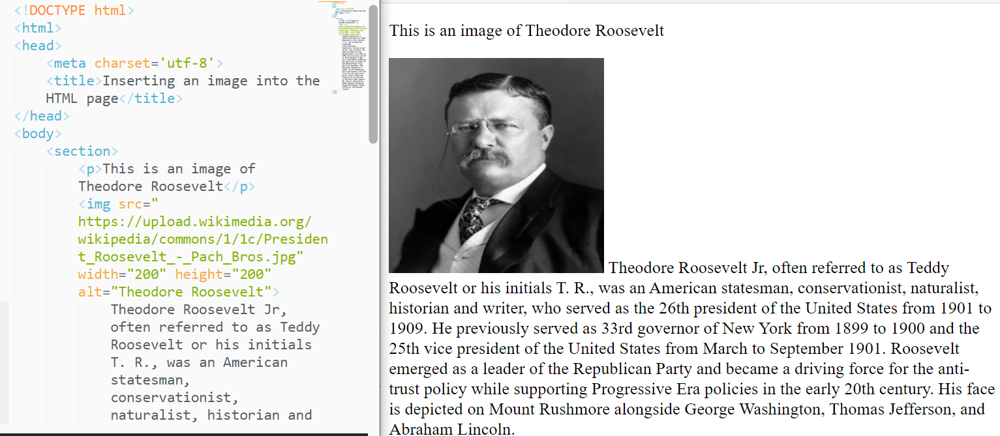 <!DOCTYPE html>
<html>
<head>
<meta charset='utf-8'>
<title>Inserting an image into the
HTML page</title>
</head>
<body>
<section>
<p>This is an image of
Theodore Roosevelt</p>
<img src="
https://upload.wikimedia.org/
wikipedia/commons/1/1c/Presiden
t_Roosevelt_-_Pach_Bros.jpg"
width="200" height="200"
alt="Theodore Roosevelt">
Theodore Roosevelt Jr,
often referred to as Teddy
Roosevelt or his initials
T. R., was an American
statesman,
conservationist,
naturalist, historian and
This is an image of Theodore Roosevelt
Theodore Roosevelt Jr, often referred to as Teddy
Roosevelt or his initials T. R., was an American statesman, conservationist, naturalist,
historian and writer, who served as the 26th president of the United States from 1901 to
1909. He previously served as 33rd governor of New York from 1899 to 1900 and the
25th vice president of the United States from March to September 1901. Roosevelt
emerged as a leader of the Republican Party and became a driving force for the anti-
trust policy while supporting Progressive Era policies in the early 20th century. His face
is depicted on Mount Rushmore alongside George Washington, Thomas Jefferson, and
Abraham Lincoln.